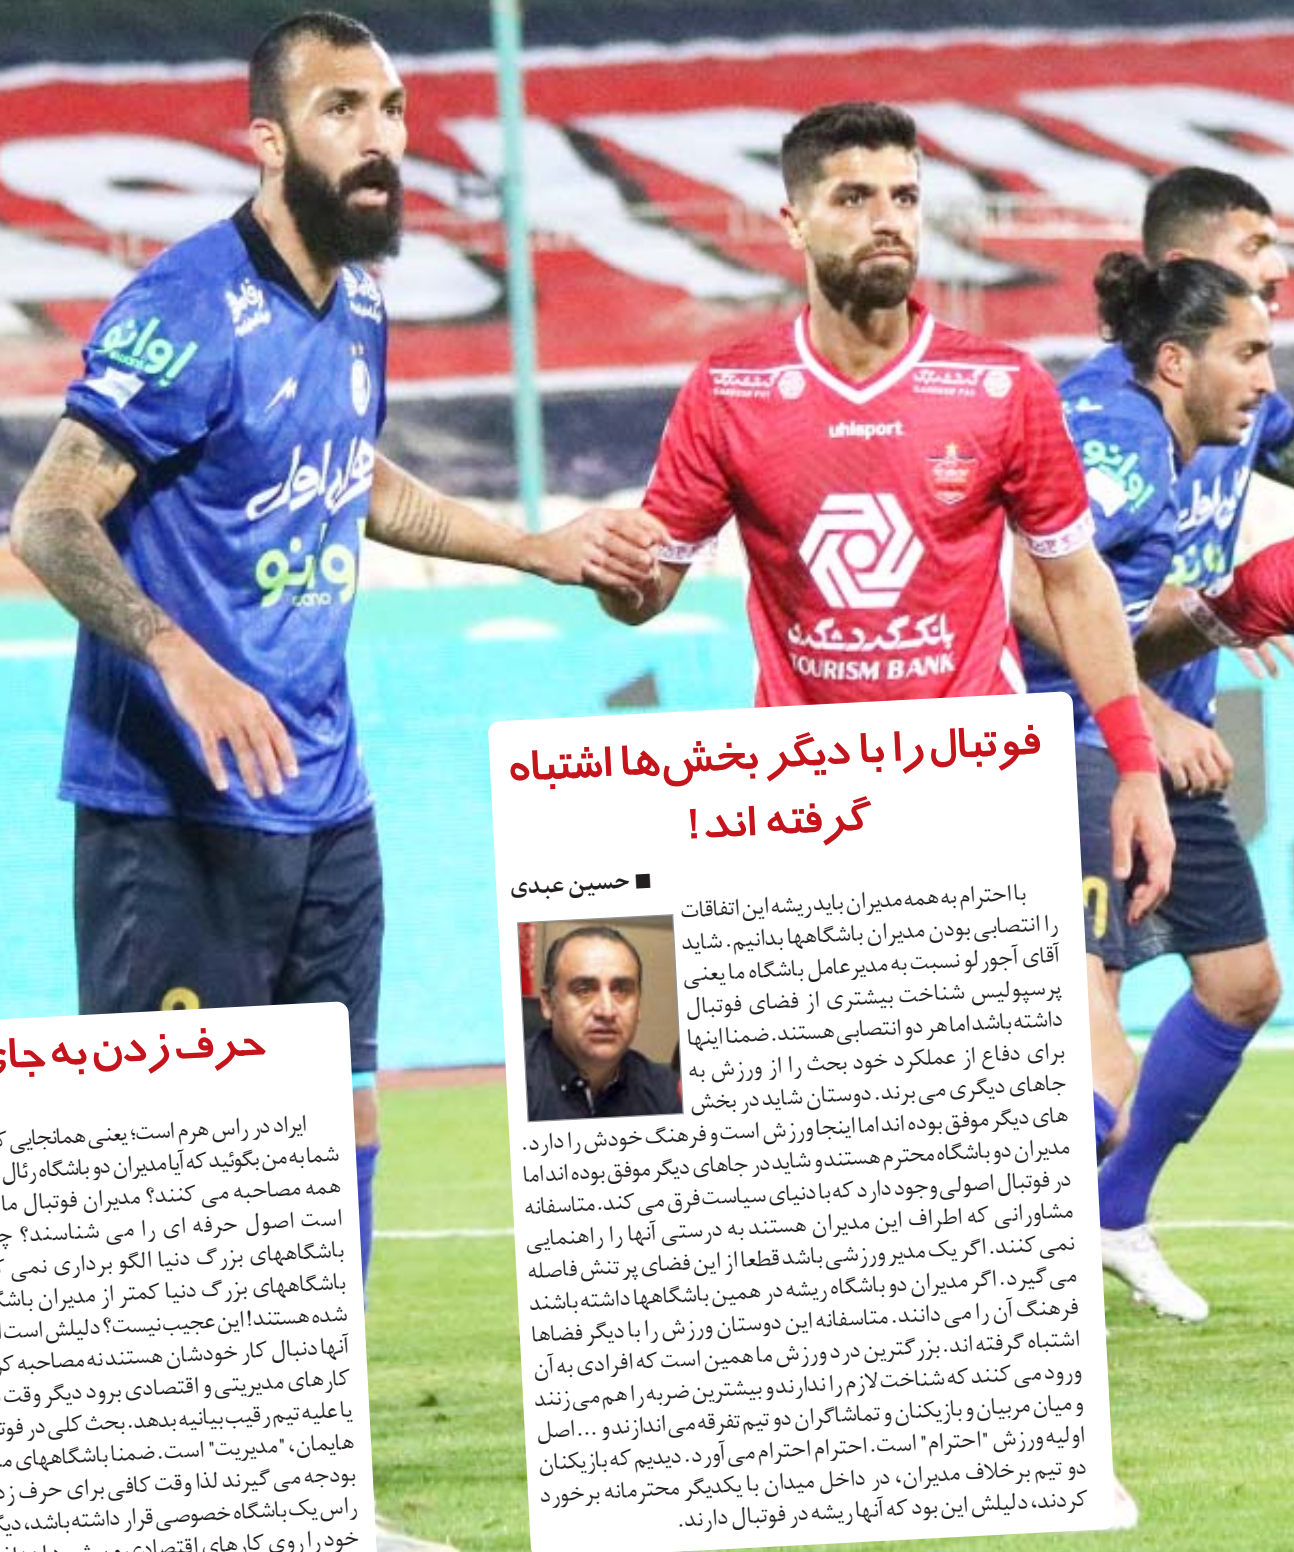 اوانو
اوانو
همراه اول
اوانو
گردشگری
uhlsport
بانک گردشگری
TOURISM BANK
اوانو
فوتبال را با دیگر بخش‌ها اشتباه
گرفته اند!
■ حسین عبدی
با احترام به همه مدیران باید ریشه این اتفاقات
را انتصابی بودن مدیران باشگاهها بدانیم. شاید
آقای آجورلو نسبت به مدیرعامل باشگاه ما یعنی
پرسپولیس شناخت بیشتری از فضای فوتبال
داشته باشد اما هر دو انتصابی هستند. ضمنا اینها
برای دفاع از عملکرد خود بحث را از ورزش به
جاهای دیگری می برند. دوستان شاید در بخش
های دیگر موفق بوده اند اما اینجا ورزش است و فرهنگ خودش را دارد.
مدیران دو باشگاه محترم هستند و شاید در جاهای دیگر موفق بوده اند اما
در فوتبال اصولی وجود دارد که با دنیای سیاست فرق می کند. متاسفانه
مشاورانی که اطراف این مدیران هستند به درستی آنها را راهنمایی
نمی کنند. اگر یک مدیر ورزشی باشد قطعا از این فضای پر تنش فاصله
می گیرد. اگر مدیران دو باشگاه ریشه در همین باشگاهها داشته باشند
فرهنگ آن را می دانند. متاسفانه این دوستان ورزش را با دیگر فضاها
اشتباه گرفته اند. بزرگترین درد ورزش ما همین است که افرادی به آن
ورود می کنند که شناخت لازم را ندارند و بیشترین ضربه را هم می زنند
و میان مربیان و بازیکنان و تماشاگران دو تیم تفرقه می اندازند و ... اصل
اولیه ورزش "احترام" است. احترام احترام می آورد. دیدیم که بازیکنان
دو تیم برخلاف مدیران، در داخل میدان با یکدیگر محترمانه برخورد
کردند، دلیلش این بود که آنها ریشه در فوتبال دارند.
حرف زدن به جای
ایراد در راس هرم است؛ یعنی همانجایی که
شما به من بگوئید که آیا مدیران دو باشگاه رئال
همه مصاحبه می کنند؟ مدیران فوتبال ما
است اصول حرفه ای را می شناسند؟
باشگاههای بزرگ دنیا الگو برداری نمی
باشگاههای بزرگ دنیا کمتر از مدیران
شده هستند! این عجیب نیست؟ دلیلش است
آنها دنبال کار خودشان هستند نه مصاحبه
کارهای مدیریتی و اقتصادی برود دیگر وقت
یا علیه تیم رقیب بیانیه بدهد. بحث کلی در
هایمان، "مدیریت" است. ضمنا باشگاههای
بودجه می گیرند لذا وقت کافی برای حرف
راس یک باشگاه خصوصی قرار داشته باشد،
خود را روی کارهای اقتصادی